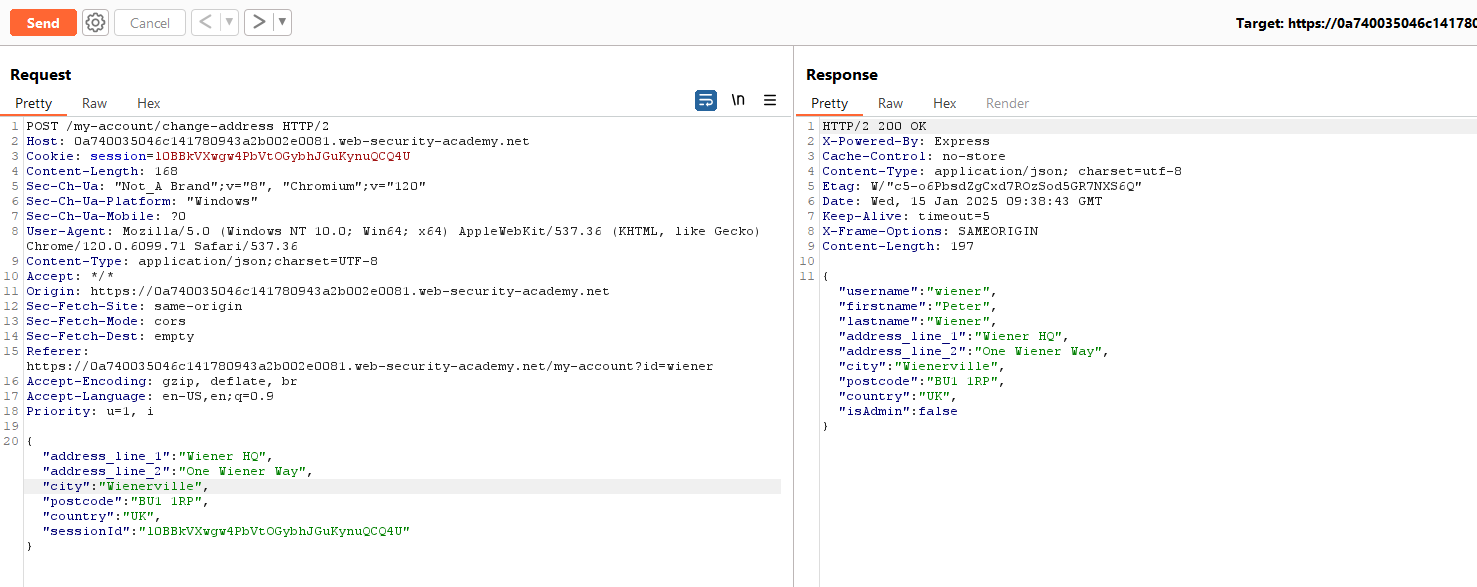 Send
Cancel
Target: https://0a740035046c141780
Request
Response
Pretty Raw Hex
\n
Pretty Raw Hex Render
1 POST /my-account/change-address HTTP/2
2 Host: 0a740035046c141780943a2b002e0081.web-security-academy.net
3 Cookie: session=lOBBkVXwgw4PbVtOGybhJGuKynuQCQ4U
4 Content-Length: 168
5 Sec-Ch-Ua: "Not_A Brand";v="8", "Chromium";v="120"
6 Sec-Ch-Ua-Platform: "Windows"
7 Sec-Ch-Ua-Mobile: ?0
8 User-Agent: Mozilla/5.0 (Windows NT 10.0; Win64; x64) AppleWebKit/537.36 (KHTML, like Gecko)
Chrome/120.0.6099.71 Safari/537.36
9 Content-Type: application/json;charset=UTF-8
10 Accept: */*
11 Origin: https://0a740035046c141780943a2b002e0081.web-security-academy.net
12 Sec-Fetch-Site: same-origin
13 Sec-Fetch-Mode: cors
14 Sec-Fetch-Dest: empty
15 Referer:
https://0a740035046c141780943a2b002e0081.web-security-academy.net/my-account?id=wiener
16 Accept-Encoding: gzip, deflate, br
17 Accept-Language: en-US,en;q=0.9
18 Priority: u=1, i
19
20 {
"address_line_1":"Wiener HQ",
"address_line_2":"One Wiener Way",
"city":"Wienerville",
"postcode":"BU1 1RP",
"country":"UK",
"sessionId":"lOBBkVXwgw4PbVtOGybhJGuKynuQCQ4U"
}
1 HTTP/2 200 OK
2 X-Powered-By: Express
3 Cache-Control: no-store
4 Content-Type: application/json; charset=utf-8
5 Etag: W/"c5-o6PbsdZgCxd7ROzSod5GR7NXS6Q"
6 Date: Wed, 15 Jan 2025 09:38:43 GMT
7 Keep-Alive: timeout=5
8 X-Frame-Options: SAMEORIGIN
9 Content-Length: 197
10
11 {
"username":"wiener",
"firstname":"Peter",
"lastname":"Wiener",
"address_line_1":"Wiener HQ",
"address_line_2":"One Wiener Way",
"city":"Wienerville",
"postcode":"BU1 1RP",
"country":"UK",
"isAdmin":false
}